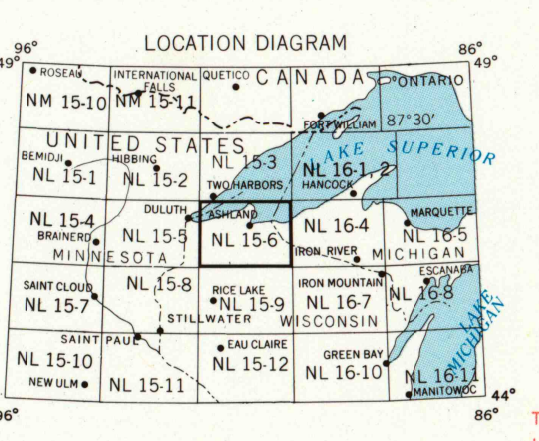 LOCATION DIAGRAM
96°
86°
49°
49°
ROSEAU
INTERNATIONAL FALLS
QUETICO
CANADA
ONTARIO
NM 15-10
NM 15-11
FORT WILLIAM
87°30'
UNITED STATES
LAKE SUPERIOR
BEMIDJI
HIBBING
NL 15-3
NL 16-1, 2
NL 15-1
NL 15-2
TWO HARBORS
HANCOCK
NL 15-4
DULUTH
ASHLAND
NL 16-4
MARQUETTE
BRAINERD
NL 15-5
NL 15-6
NL 16-5
MINNESOTA
IRON RIVER
MICHIGAN
SAINT CLOUD
NL 15-8
RICE LAKE
IRON MOUNTAIN
ESCANABA
NL 15-7
NL 15-9
NL 16-7
NL 16-8
STILLWATER
WISCONSIN
LAKE MICHIGAN
SAINT PAUL
EAU CLAIRE
GREEN BAY
NL 15-10
NL 15-12
NL 16-10
NL 16-11
NEW ULM
NL 15-11
MANITOWOC
44°
96°
86°
T